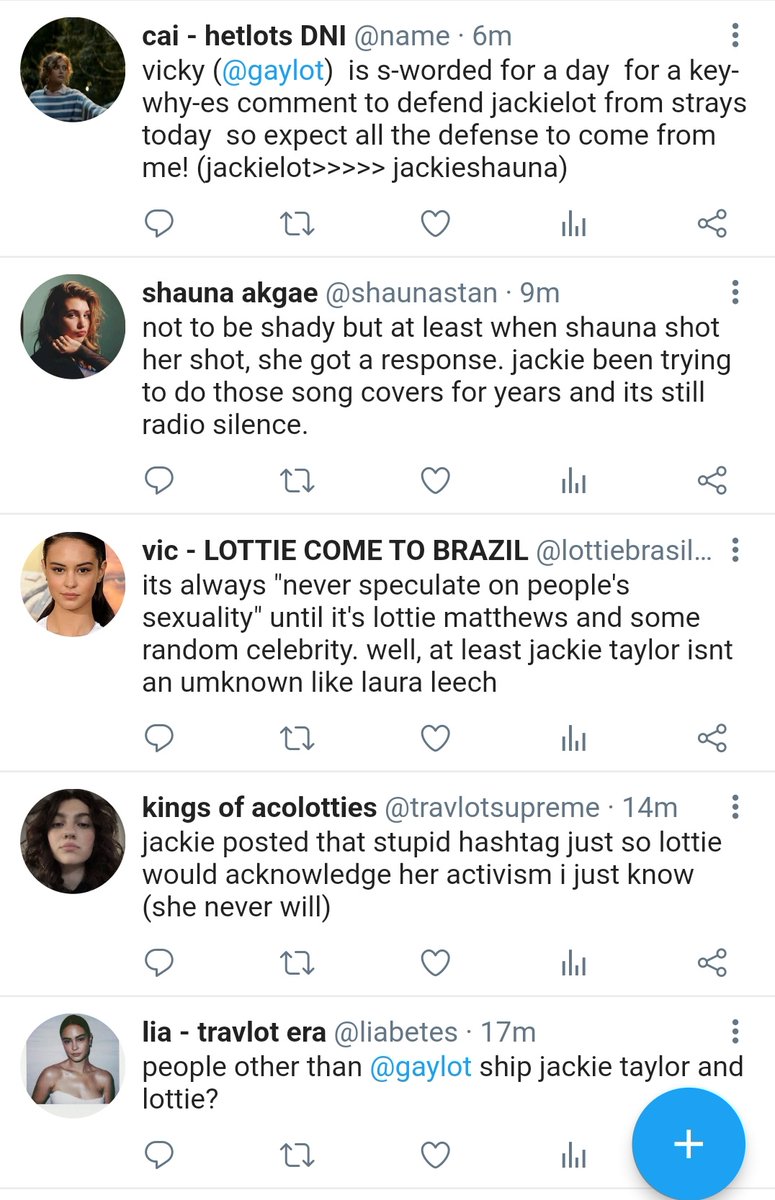 cai - hetlots DNI @name · 6m
vicky (@gaylot) is s-worded for a day for a key-
why-es comment to defend jackielot from strays
today so expect all the defense to come from
me! (jackielot>>>>> jackieshauna)
shauna akgae @shaunastan · 9m
not to be shady but at least when shauna shot
her shot, she got a response. jackie been trying
to do those song covers for years and its still
radio silence.
vic - LOTTIE COME TO BRAZIL @lottiebrasil...
its always "never speculate on people's
sexuality" until it's lottie matthews and some
random celebrity. well, at least jackie taylor isnt
an umknown like laura leech
kings of acolotties @travlotsupreme · 14m
jackie posted that stupid hashtag just so lottie
would acknowledge her activism i just know
(she never will)
lia - travlot era @liabetes · 17m
people other than @gaylot ship jackie taylor and
lottie?